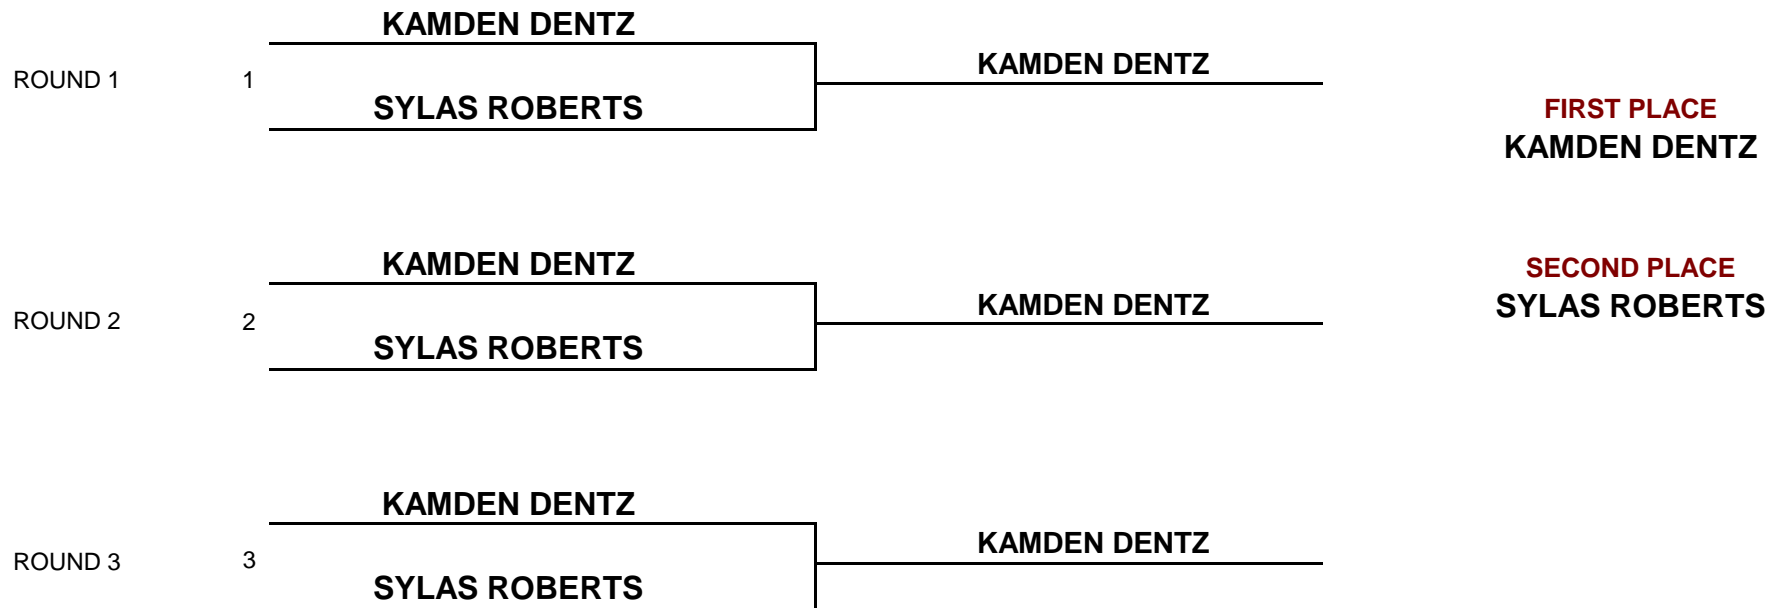 KAMDEN DENTZ
ROUND 1
1
KAMDEN DENTZ
SYLAS ROBERTS
FIRST PLACE
KAMDEN DENTZ
KAMDEN DENTZ
ROUND 2
2
KAMDEN DENTZ
SYLAS ROBERTS
SECOND PLACE
SYLAS ROBERTS
KAMDEN DENTZ
ROUND 3
3
KAMDEN DENTZ
SYLAS ROBERTS